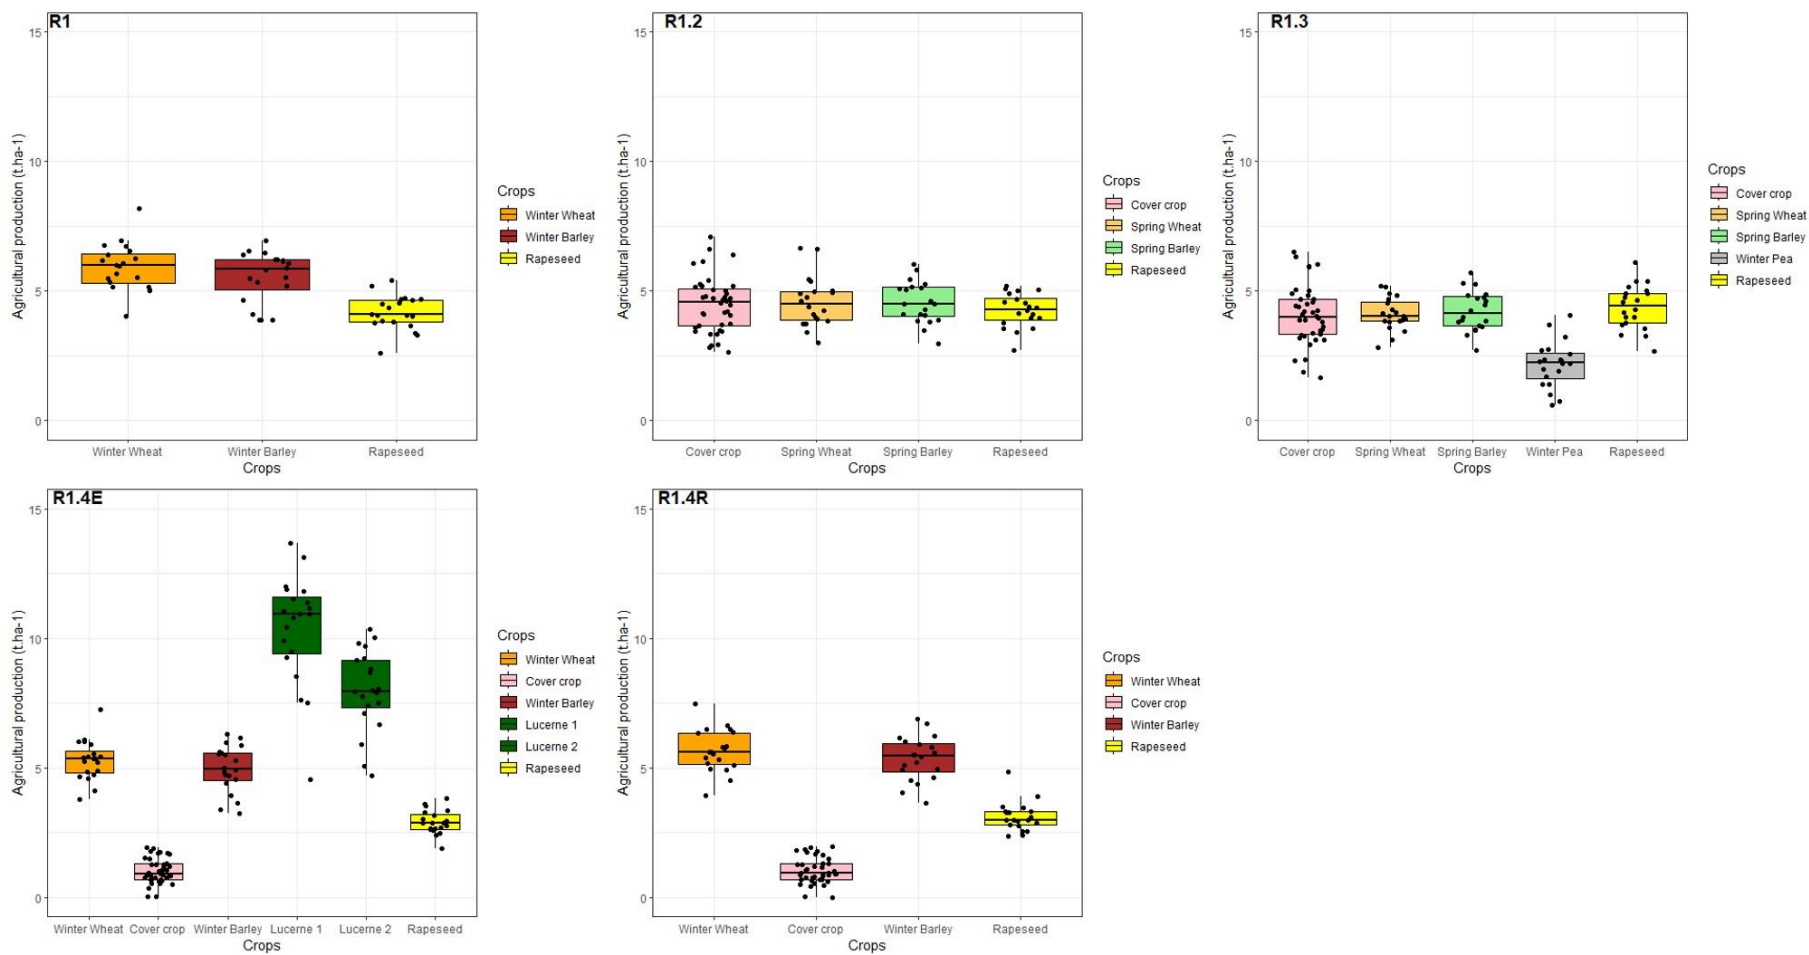 R1
15
10
5
0
Agricultural production (t.ha-1)
Winter Wheat Winter Barley Rapeseed
Crops
Crops
Winter Wheat
Winter Barley
Rapeseed
R1.2
15
10
5
0
Agricultural production (t.ha-1)
Cover crop Spring Wheat Spring Barley Rapeseed
Crops
Crops
Cover crop
Spring Wheat
Spring Barley
Rapeseed
R1.3
15
10
5
0
Agricultural production (t.ha-1)
Cover crop Spring Wheat Spring Barley Winter Pea Rapeseed
Crops
Crops
Cover crop
Spring Wheat
Spring Barley
Winter Pea
Rapeseed
R1.4E
15
10
5
0
Agricultural production (t.ha-1)
Winter Wheat Cover crop Winter Barley Lucerne 1 Lucerne 2 Rapeseed
Crops
Crops
Winter Wheat
Cover crop
Winter Barley
Lucerne 1
Lucerne 2
Rapeseed
R1.4R
15
10
5
0
Agricultural production (t.ha-1)
Winter Wheat Cover crop Winter Barley Rapeseed
Crops
Crops
Winter Wheat
Cover crop
Winter Barley
Rapeseed